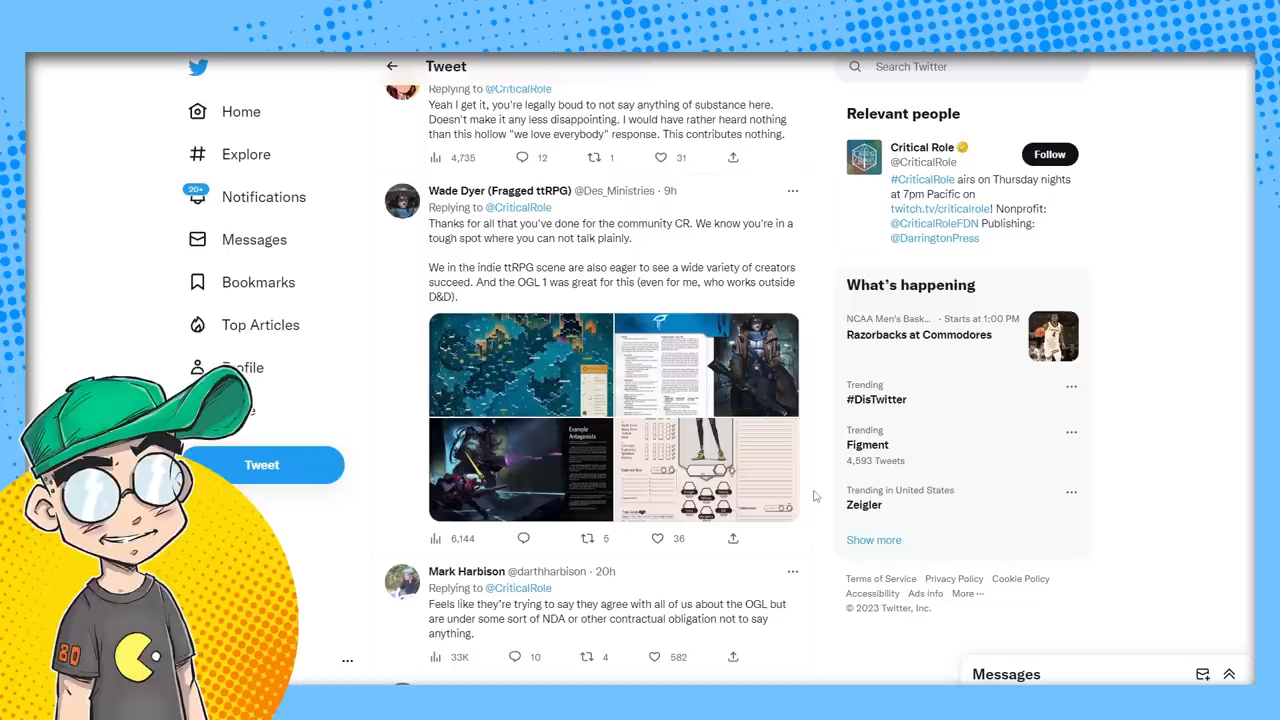 Home
Explore
20+
Notifications
Messages
Bookmarks
Top Articles
ofile
Tweet
Tweet
Replying to @CriticalRole
Yeah I get it, you're legally boud to not say anything of substance here.
Doesn't make it any less disappointing. I would have rather heard nothing
than this hollow "we love everybody" response. This contributes nothing.
4,735 12 1 31
Wade Dyer (Fragged ttRPG) @Des_Ministries · 9h
Replying to @CriticalRole
Thanks for all that you've done for the community CR. We know you're in a
tough spot where you can not talk plainly.
We in the indie ttRPG scene are also eager to see a wide variety of creators
succeed. And the OGL 1 was great for this (even for me, who works outside
D&D).
Example
Antagonists
6,144 5 36
Mark Harbison @darthharbison · 20h
Replying to @CriticalRole
Feels like they're trying to say they agree with all of us about the OGL but
are under some sort of NDA or other contractual obligation not to say
anything.
33K 10 4 582
Search Twitter
Relevant people
Critical Role
@CriticalRole
Follow
#CriticalRole airs on Thursday nights
at 7pm Pacific on
twitch.tv/criticalrole! Nonprofit:
@CriticalRoleFDN Publishing:
@DarringtonPress
What's happening
NCAA Men's Bask... · Starts at 1:00 PM
Razorbacks at Commodores
Trending
#DisTwitter
Trending
Figment
4,593 Tweets
Trending in United States
Zeigler
Show more
Terms of Service Privacy Policy Cookie Policy
Accessibility Ads info More ···
© 2023 Twitter, Inc.
Messages
80